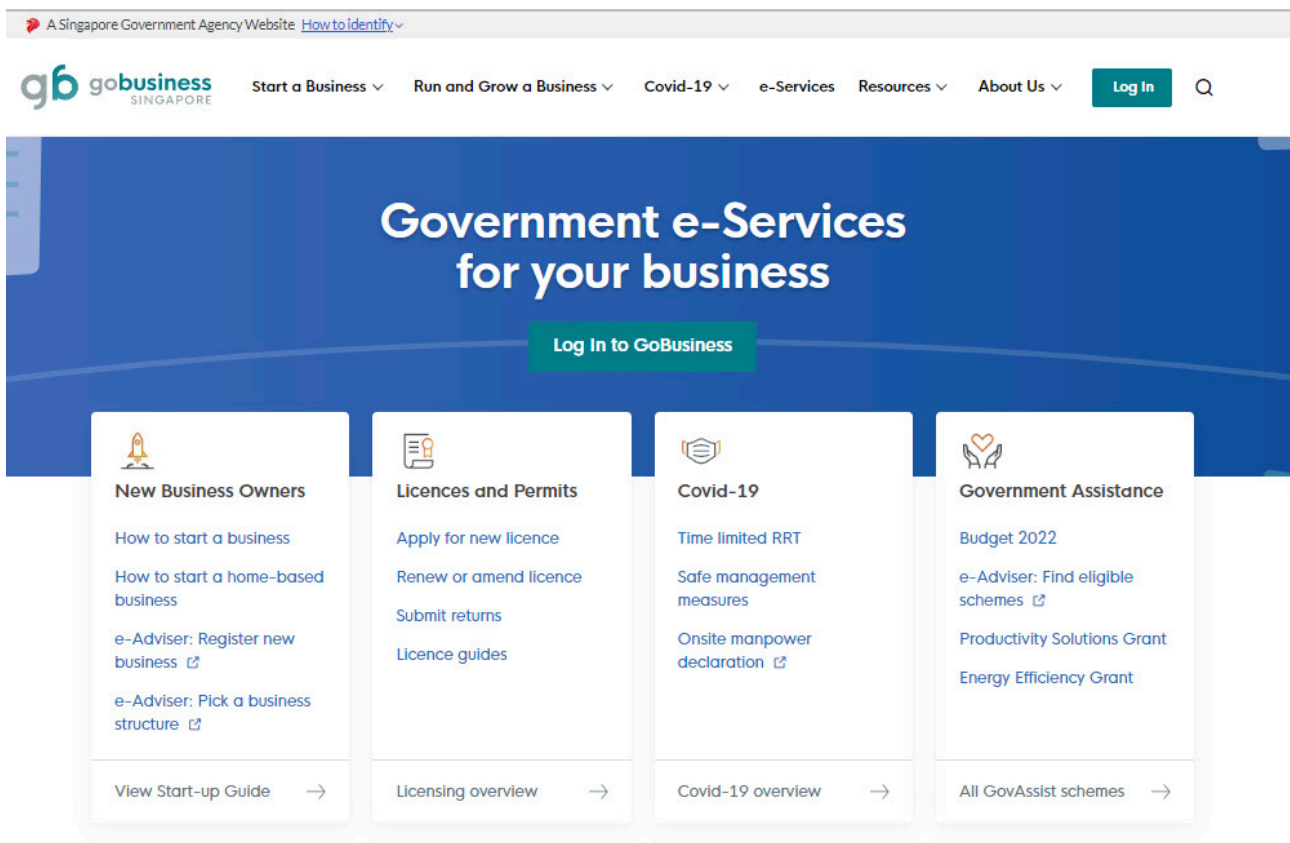 A Singapore Government Agency Website How to identify
gobusiness
SINGAPORE
Start a Business
Run and Grow a Business
Covid-19
e-Services
Resources
About Us
Log In
Government e-Services
for your business
Log In to GoBusiness
New Business Owners
How to start a business
How to start a home-based
business
e-Adviser: Register new
business
e-Adviser: Pick a business
structure
View Start-up Guide
Licences and Permits
Apply for new licence
Renew or amend licence
Submit returns
Licence guides
Licensing overview
Covid-19
Time limited RRT
Safe management
measures
Onsite manpower
declaration
Covid-19 overview
Government Assistance
Budget 2022
e-Adviser: Find eligible
schemes
Productivity Solutions Grant
Energy Efficiency Grant
All GovAssist schemes